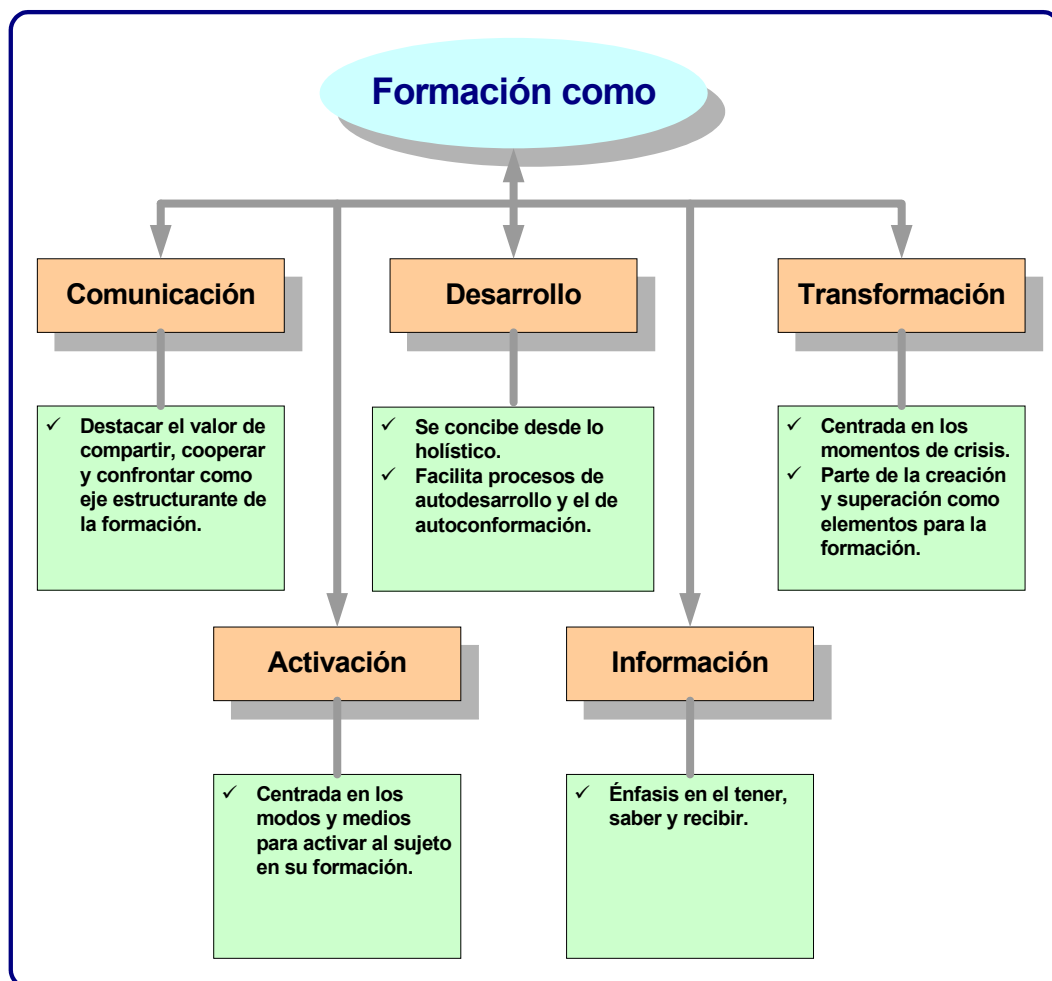 Formación como
Comunicación
Desarrollo
Transformación
✓ Destacar el valor de
compartir, cooperar
y confrontar como
eje estructurante de
la formación.
✓ Se concibe desde lo
holístico.
✓ Facilita procesos de
autodesarrollo y el de
autoconformación.
✓ Centrada en los
momentos de crisis.
✓ Parte de la creación
y superación como
elementos para la
formación.
Activación
Información
✓ Centrada en los
modos y medios
para activar al sujeto
en su formación.
✓ Énfasis en el tener,
saber y recibir.